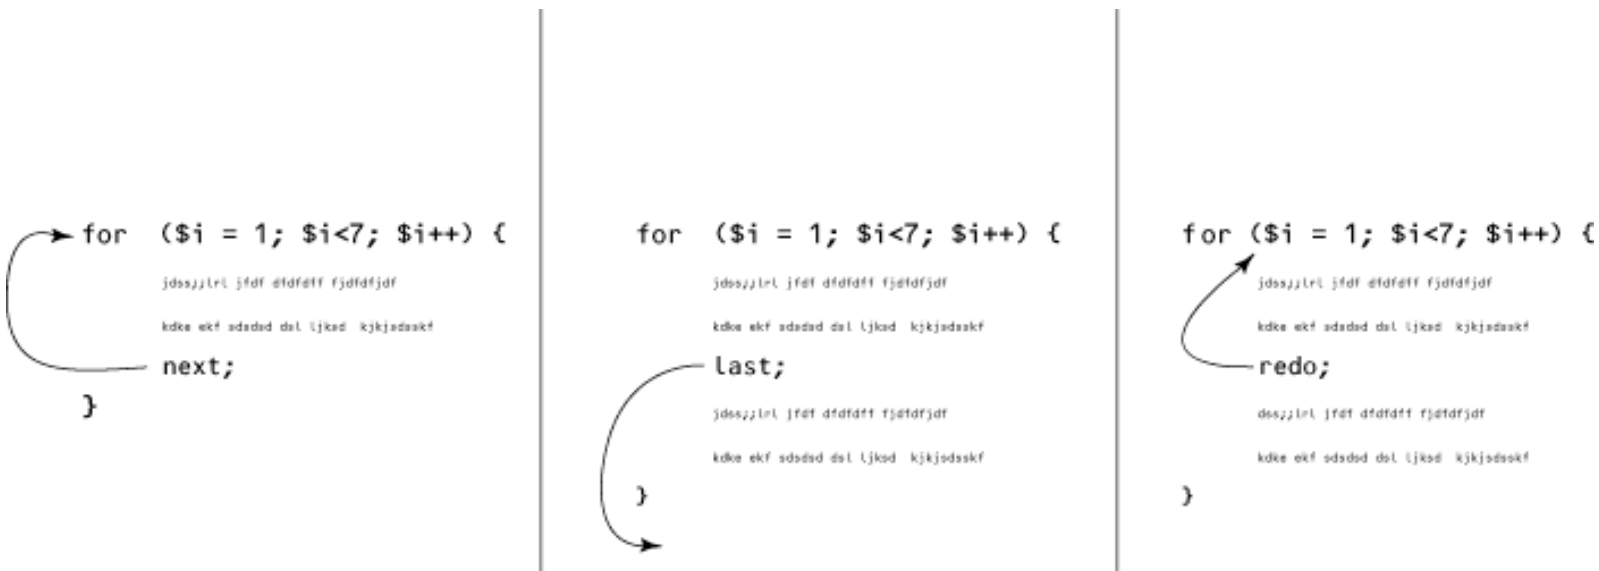 for ($i = 1; $i<7; $i++) {
jdss;;lrl jfdf dfdfdff fjdfdfjdf
kdke ekf sdsdsd dsl ljksd kjkjsdsskf
next;
}
for ($i = 1; $i<7; $i++) {
jdss;;lrl jfdf dfdfdff fjdfdfjdf
kdke ekf sdsdsd dsl ljksd kjkjsdsskf
last;
jdss;;lrl jfdf dfdfdff fjdfdfjdf
kdke ekf sdsdsd dsl ljksd kjkjsdsskf
}
for ($i = 1; $i<7; $i++) {
jdss;;lrl jfdf dfdfdff fjdfdfjdf
kdke ekf sdsdsd dsl ljksd kjkjsdsskf
redo;
dss;;lrl jfdf dfdfdff fjdfdfjdf
kdke ekf sdsdsd dsl ljksd kjkjsdsskf
}